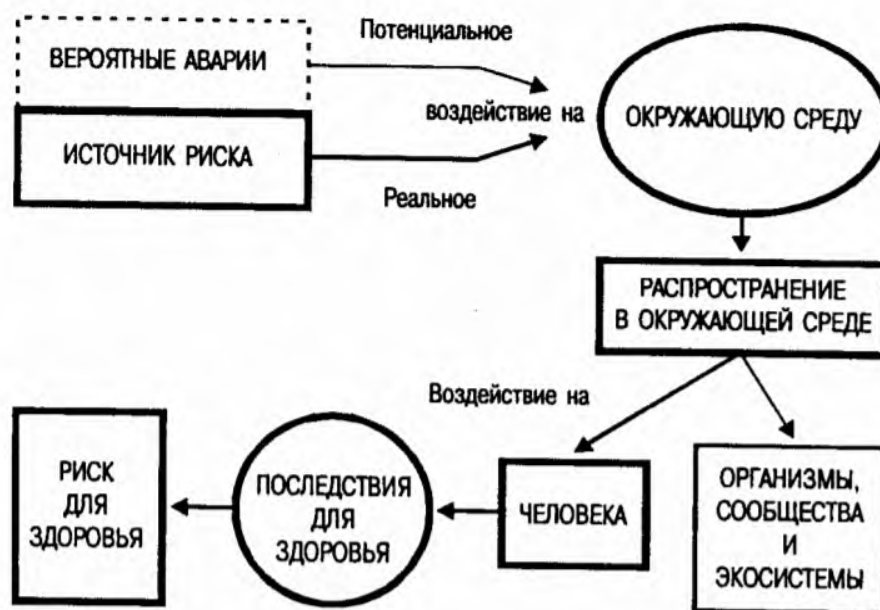 Потенциальное
ВЕРОЯТНЫЕ АВАРИИ
воздействие на
ОКРУЖАЮЩУЮ СРЕДУ
ИСТОЧНИК РИСКА
Реальное
РАСПРОСТРАНЕНИЕ
В ОКРУЖАЮЩЕЙ СРЕДЕ
Воздействие на
РИСК
ДЛЯ
ЗДОРОВЬЯ
ПОСЛЕДСТВИЯ
ДЛЯ
ЗДОРОВЬЯ
ЧЕЛОВЕКА
ОРГАНИЗМЫ,
СООБЩЕСТВА
И
ЭКОСИСТЕМЫ